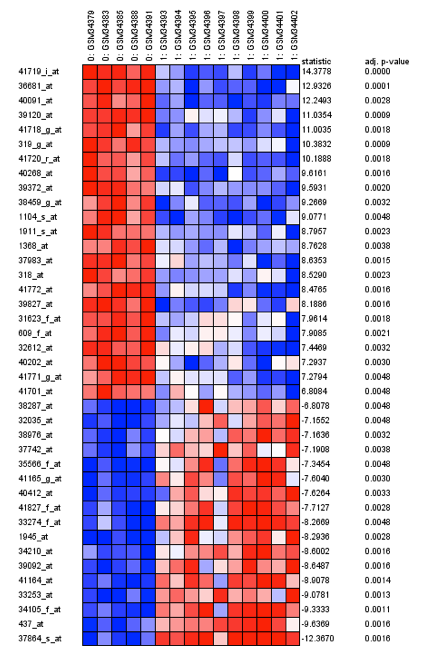 0: GSM34379
0: GSM34383
0: GSM34385
0: GSM34388
0: GSM34391
1: GSM34393
1: GSM34394
1: GSM34395
1: GSM34396
1: GSM34397
1: GSM34398
1: GSM34399
1: GSM34400
1: GSM34401
1: GSM34402
statistic adj. p-value
41719_i_at 14.3778 0.0000
36681_at 12.9326 0.0001
40091_at 12.2493 0.0028
39120_at 11.0354 0.0009
41718_g_at 11.0035 0.0018
319_g_at 10.3832 0.0009
41720_r_at 10.1888 0.0018
40268_at 9.6161 0.0016
39372_at 9.5931 0.0020
38459_g_at 9.2669 0.0032
1104_s_at 9.0771 0.0048
1911_s_at 8.7957 0.0023
1368_at 8.7628 0.0038
37983_at 8.6353 0.0015
318_at 8.5290 0.0023
41772_at 8.4765 0.0016
39827_at 8.1886 0.0016
31623_f_at 7.9614 0.0018
609_f_at 7.9085 0.0021
32612_at 7.4469 0.0032
40202_at 7.2937 0.0030
41771_g_at 7.2794 0.0048
41701_at 6.8084 0.0048
38287_at -6.8078 0.0048
32035_at -7.1552 0.0048
38976_at -7.1636 0.0032
37742_at -7.1908 0.0038
35566_f_at -7.3454 0.0048
41165_g_at -7.6040 0.0030
40412_at -7.6264 0.0033
41827_f_at -7.7127 0.0028
33274_f_at -8.2669 0.0048
1945_at -8.2936 0.0028
34210_at -8.6002 0.0016
39092_at -8.6487 0.0016
41164_at -8.9078 0.0014
33253_at -9.0781 0.0013
34105_f_at -9.3333 0.0011
437_at -9.6369 0.0016
37864_s_at -12.3670 0.0016